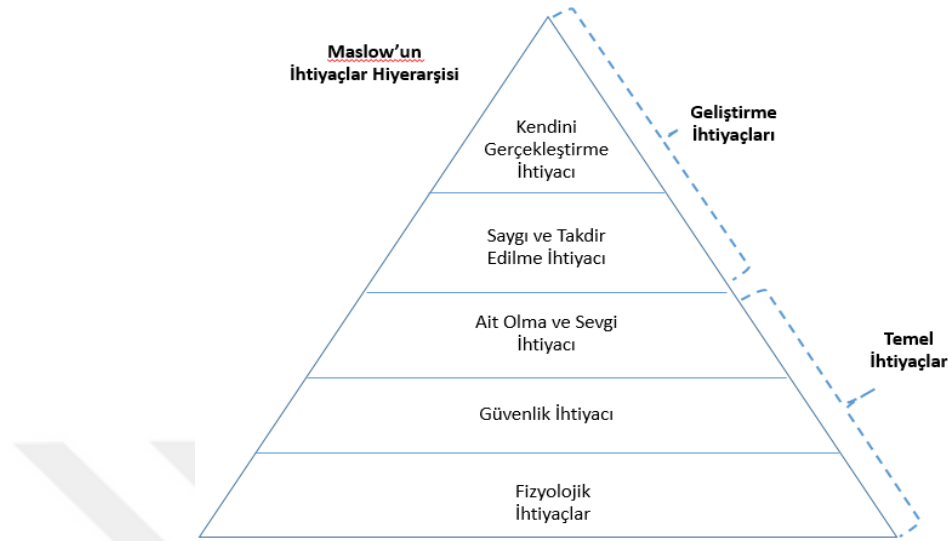 Maslow’un
İhtiyaçlar Hiyerarşisi
Kendini
Gerçekleştirme
İhtiyacı
Geliştirme
İhtiyaçları
Saygı ve Takdir
Edilme İhtiyacı
Ait Olma ve Sevgi
İhtiyacı
Temel
İhtiyaçlar
Güvenlik İhtiyacı
Fizyolojik
İhtiyaçlar